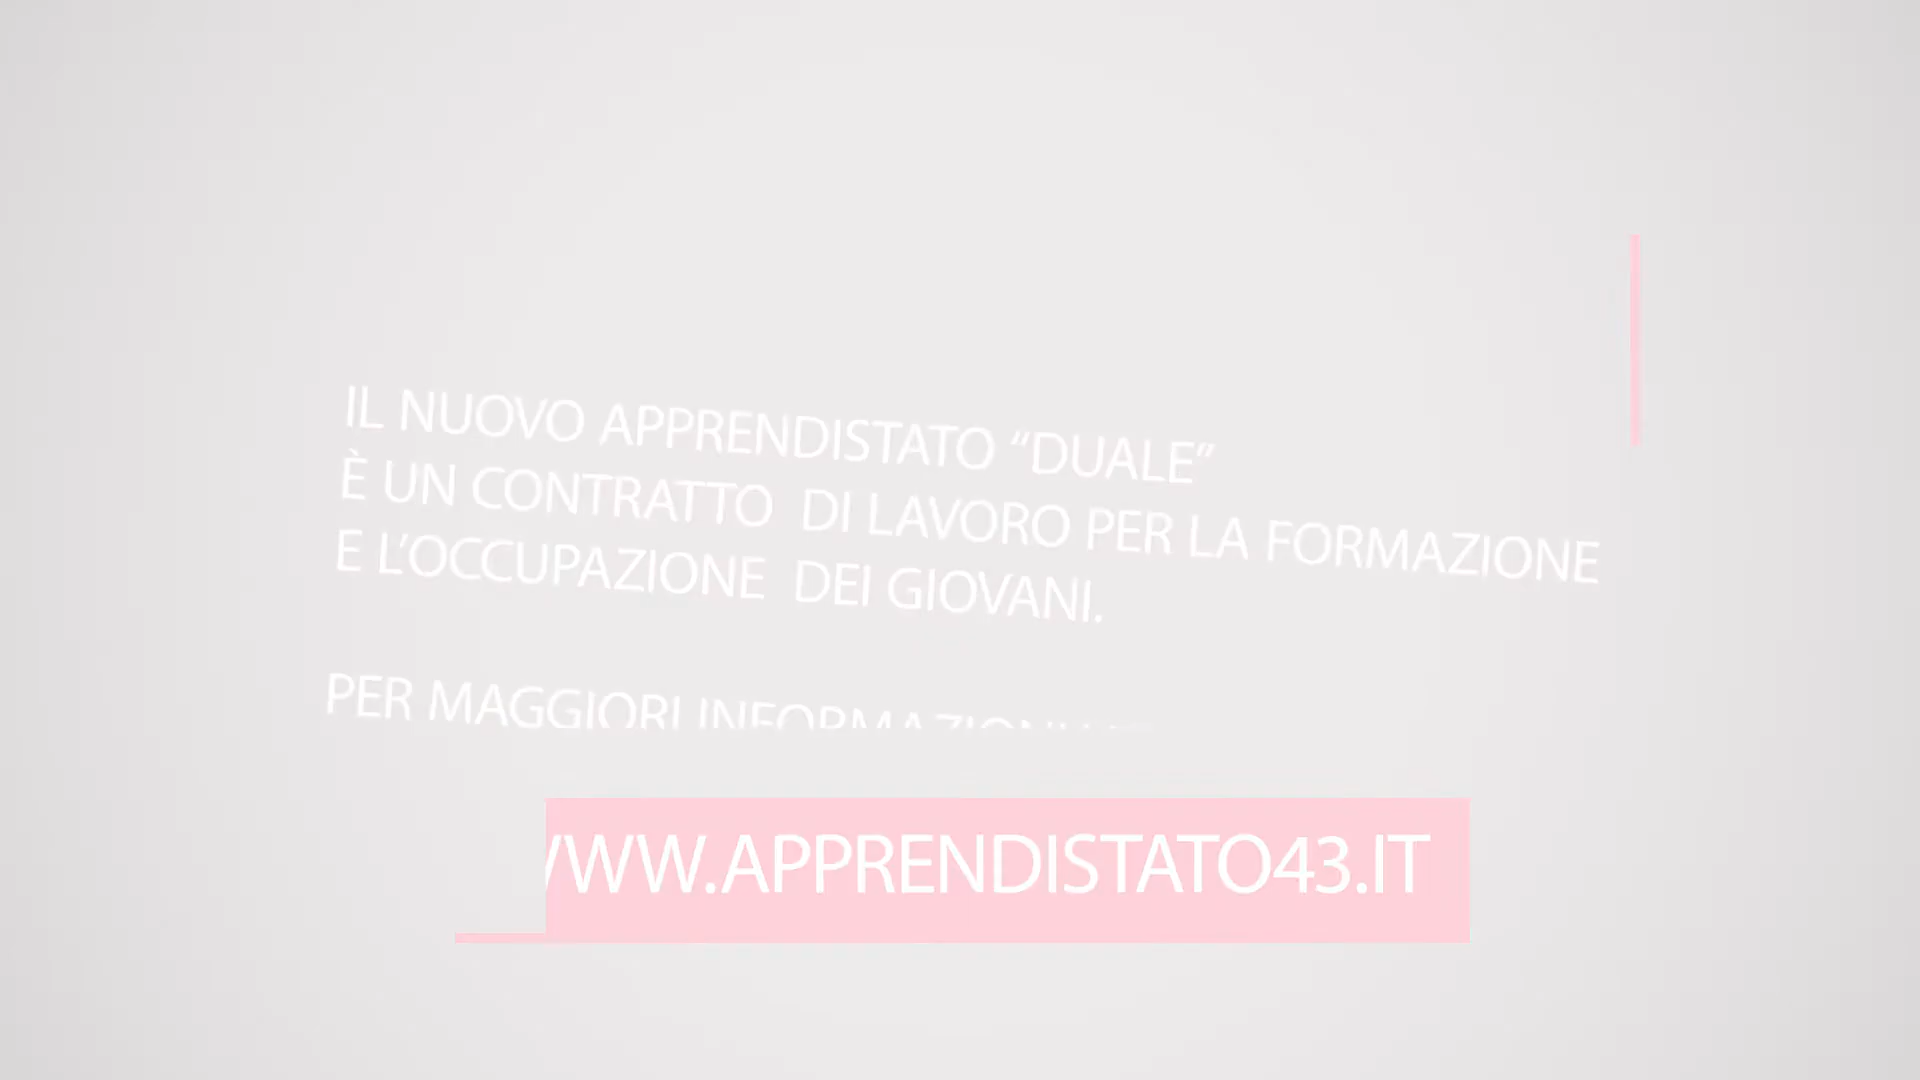 IL NUOVO APPRENDISTATO “DUALE”
È UN CONTRATTO DI LAVORO PER LA FORMAZIONE
E L’OCCUPAZIONE DEI GIOVANI.
PER MAGGIORI INFORMAZIONI
WWW.APPRENDISTATO43.IT